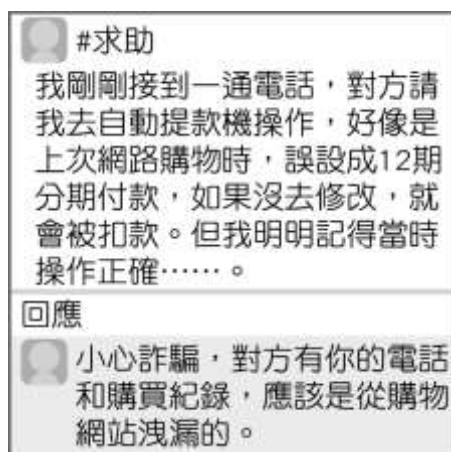 #求助
我剛剛接到一通電話，對方請
我去自動提款機操作，好像是
上次網路購物時，誤設成12期
分期付款，如果沒去修改，就
會被扣款。但我明明記得當時
操作正確……。
回應
小心詐騙，對方有你的電話
和購買紀錄，應該是從購物
網站洩漏的。